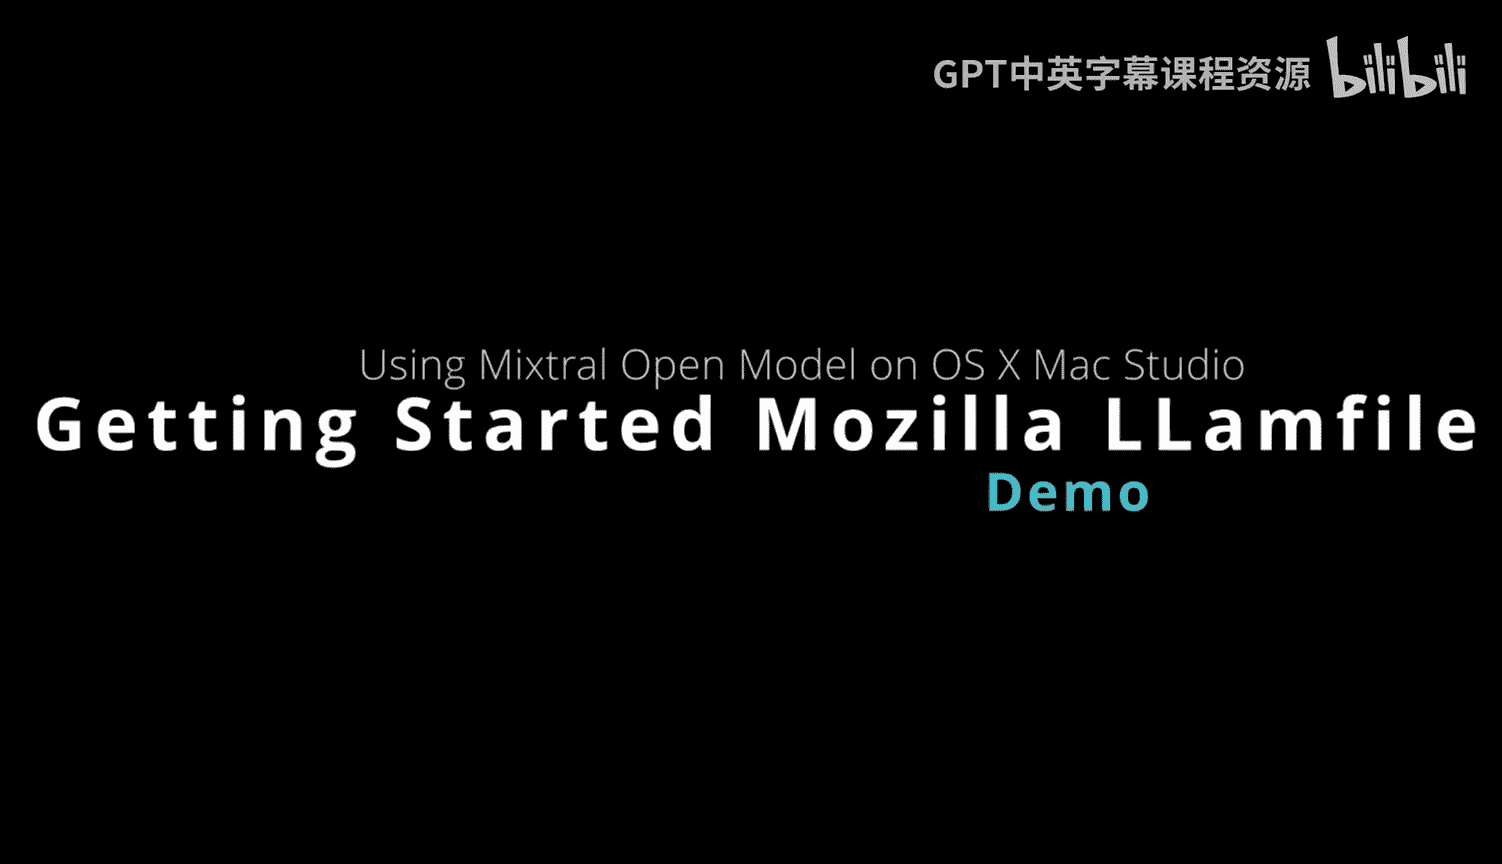 GPT中英字幕课程资源 bilibili
Using Mixtral Open Model on OS X Mac Studio
Getting Started Mozilla LLamfile
Demo